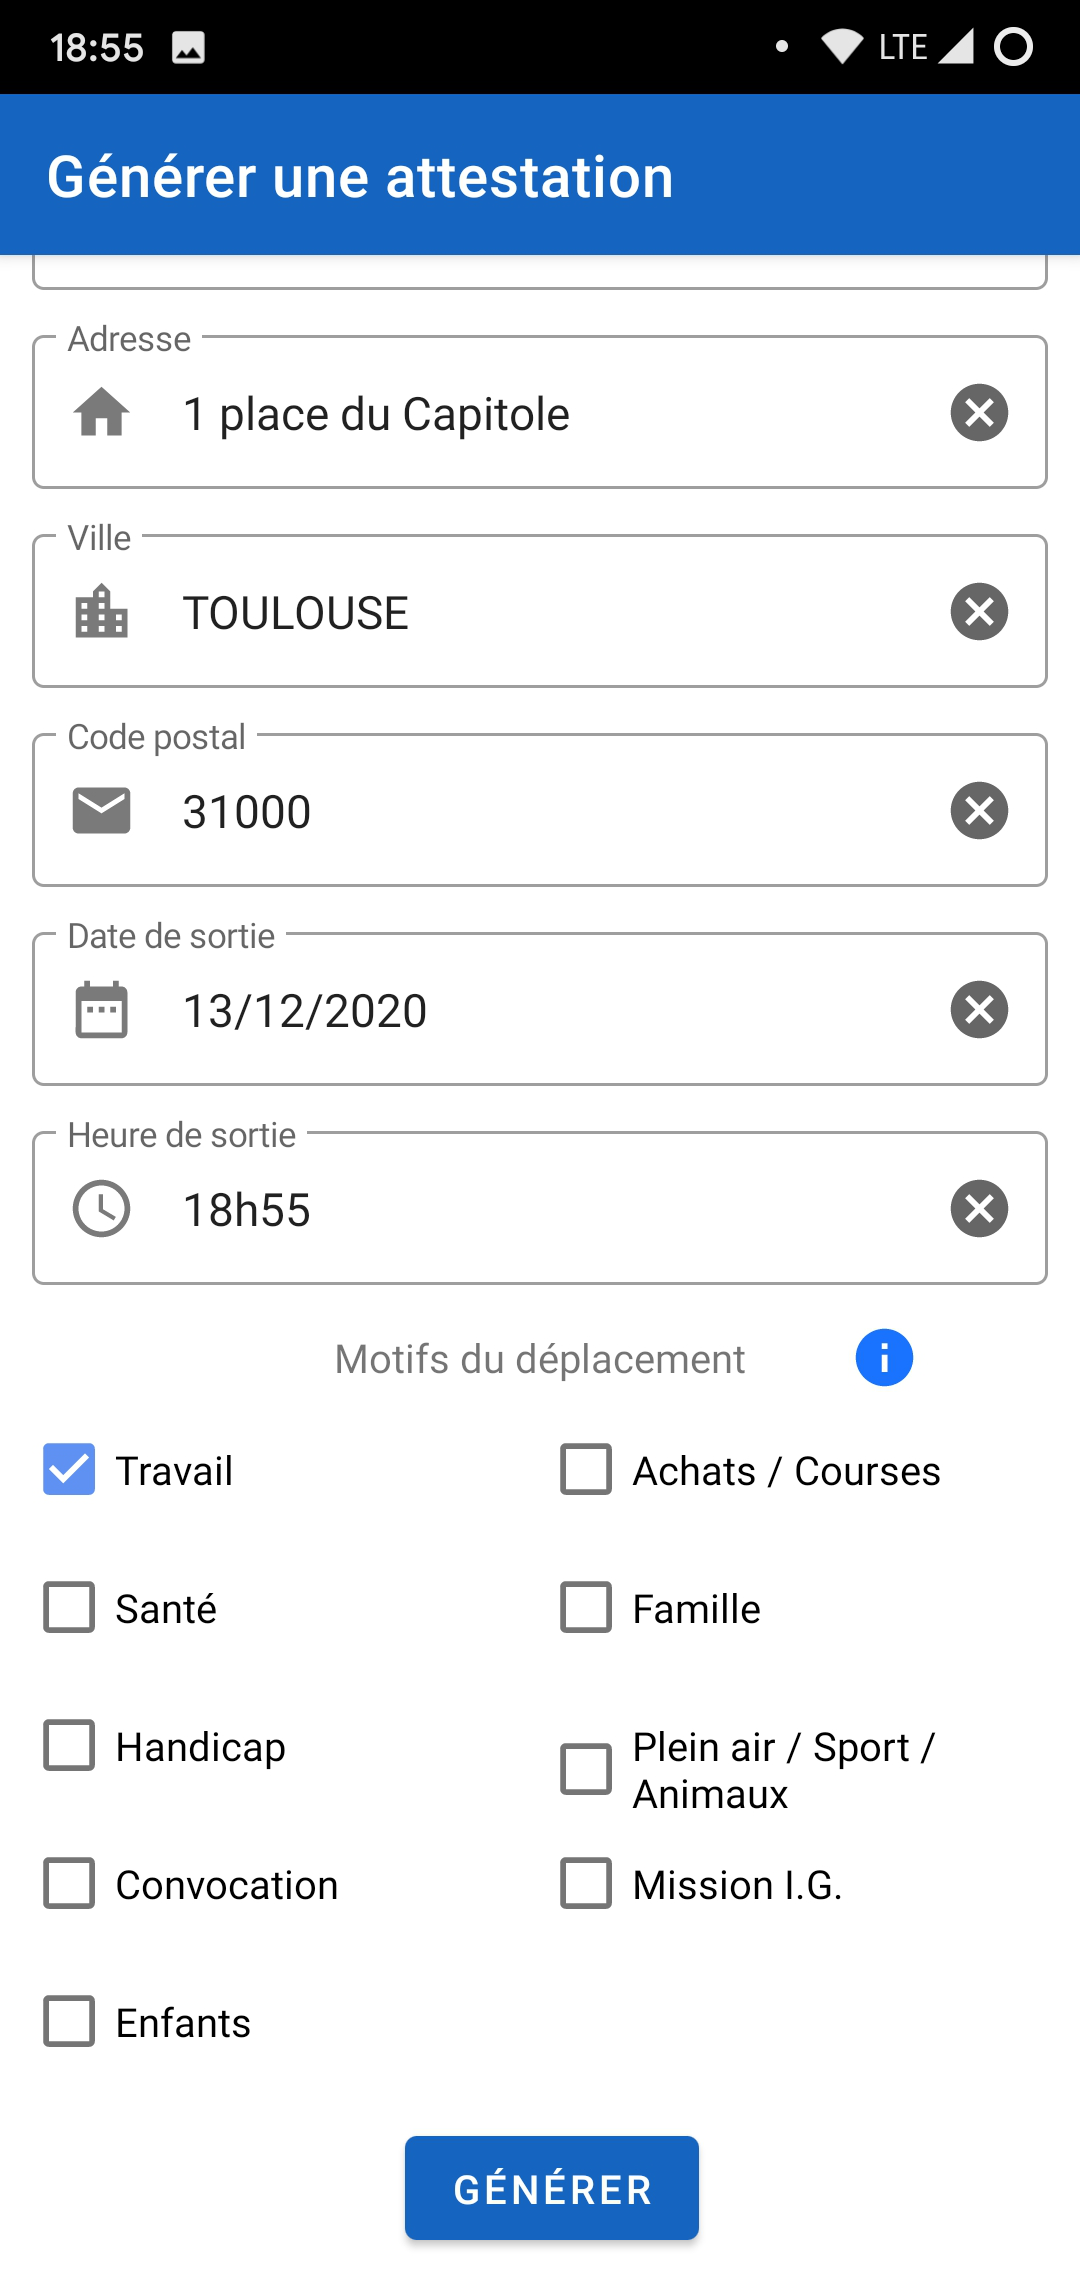 18:55
LTE
Générer une attestation
Adresse
1 place du Capitole
Ville
TOULOUSE
Code postal
31000
Date de sortie
13/12/2020
Heure de sortie
18h55
Motifs du déplacement
Travail
Achats / Courses
Santé
Famille
Handicap
Plein air / Sport /
Animaux
Convocation
Mission I.G.
Enfants
GÉNÉRER